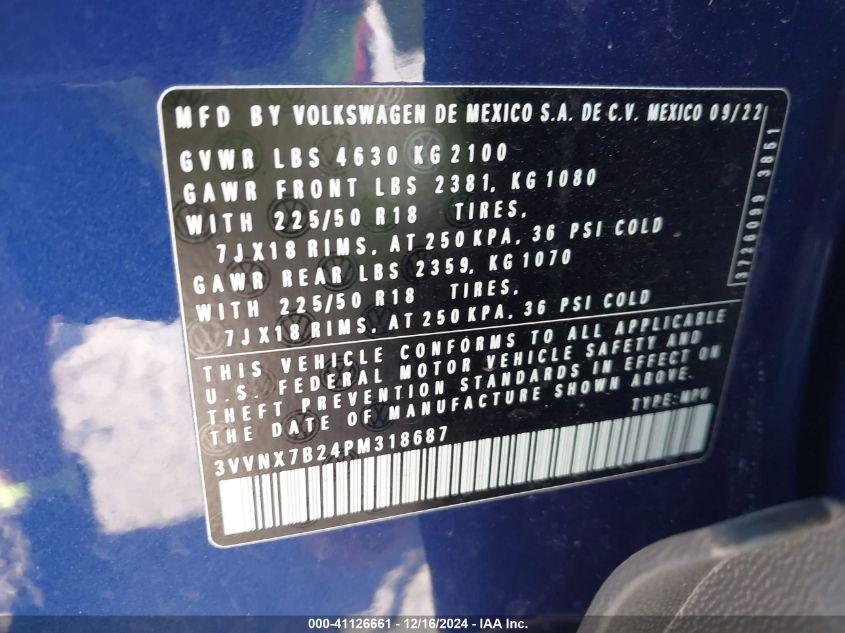 MFD BY VOLKSWAGEN DE MEXICO S.A. DE C.V. MEXICO 09/22
GVWR LBS 4630 KG 2100
GAWR FRONT LBS 2381, KG 1080
WITH 225/50 R18 TIRES,
7JX18 RIMS, AT 250 KPA, 36 PSI COLD
GAWR REAR LBS 2359, KG 1070
WITH 225/50 R18 TIRES,
7JX18 RIMS, AT 250 KPA, 36 PSI COLD
3726099 3851
THIS VEHICLE CONFORMS TO ALL APPLICABLE
U.S. FEDERAL MOTOR VEHICLE SAFETY AND
THEFT PREVENTION STANDARDS IN EFFECT ON
THE DATE OF MANUFACTURE SHOWN ABOVE.
3VVNX7B24PM318687
TYPE: MPV
000-41126661 - 12/16/2024 - IAA Inc.